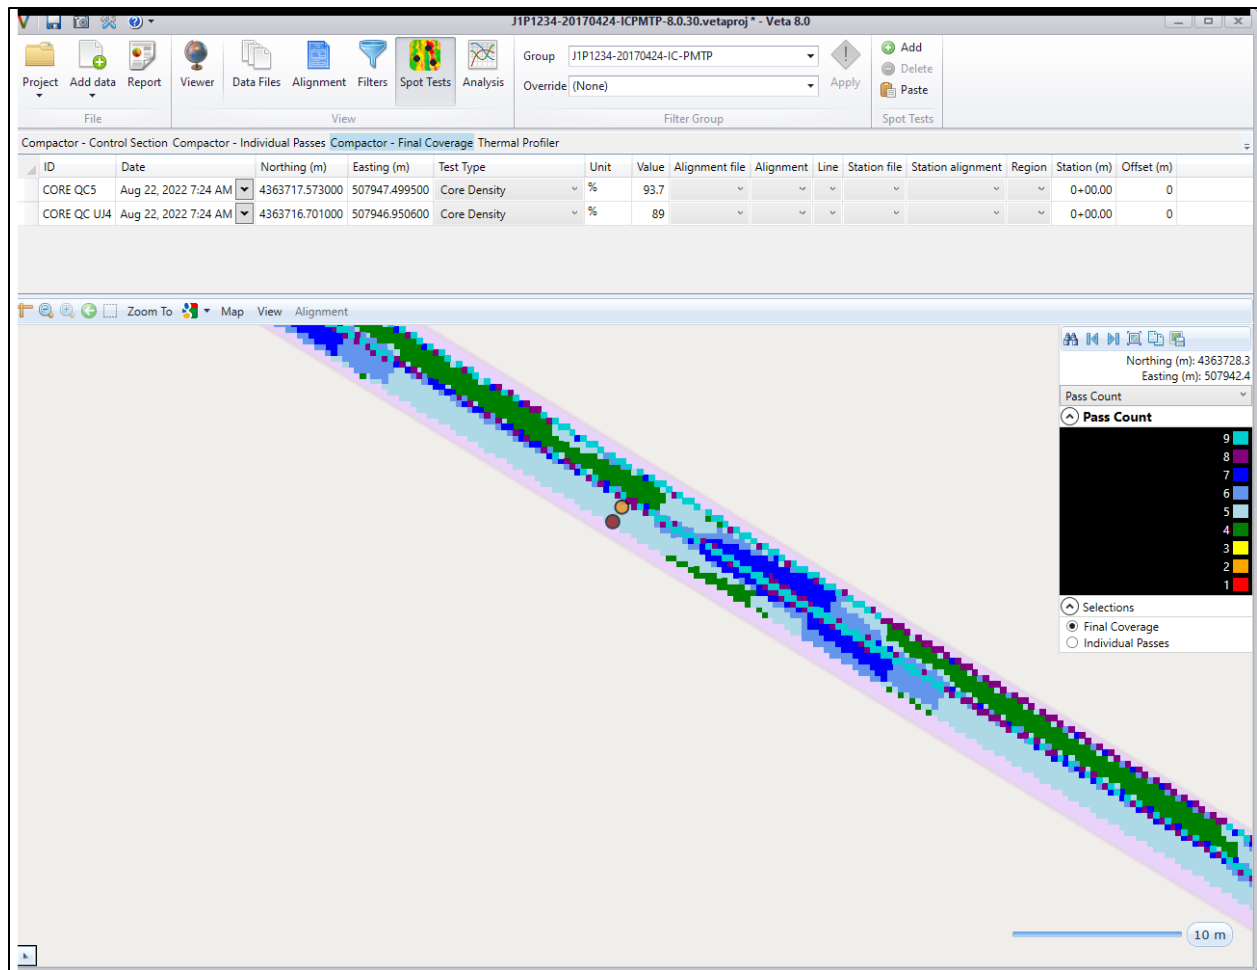 J1P1234-20170424-ICPMTP-8.0.30.vetaproj * - Veta 8.0
Project Add data Report Viewer Data Files Alignment Filters Spot Tests Analysis
Group J1P1234-20170424-IC-PMTP
Override (None)
Apply
Add
Delete
Paste
File View Filter Group Spot Tests
Compactor - Control Section Compactor - Individual Passes Compactor - Final Coverage Thermal Profiler
ID Date Northing (m) Easting (m) Test Type Unit Value Alignment file Alignment Line Station file Station alignment Region Station (m) Offset (m)
CORE QC5 Aug 22, 2022 7:24 AM 4363717.573000 507947.499500 Core Density % 93.7 0+00.00 0
CORE QC UJ4 Aug 22, 2022 7:24 AM 4363716.701000 507946.950600 Core Density % 89 0+00.00 0
Zoom To Map View Alignment
Northing (m): 4363728.3
Easting (m): 507942.4
Pass Count
Pass Count
9
8
7
6
5
4
3
2
1
Selections
Final Coverage
Individual Passes
10 m